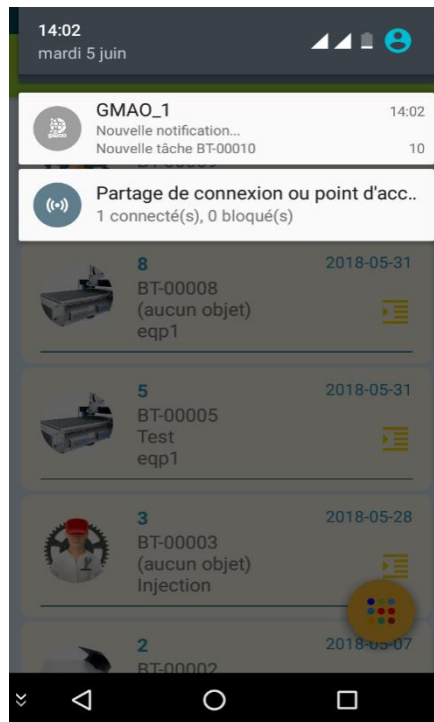 14:02
mardi 5 juin
GMAO_1 14:02
Nouvelle notification...
Nouvelle tâche BT-00010 10
Partage de connexion ou point d'acc..
1 connecté(s), 0 bloqué(s)
8 2018-05-31
BT-00008
(aucun objet)
eqp1
5 2018-05-31
BT-00005
Test
eqp1
3 2018-05-28
BT-00003
(aucun objet)
Injection
2 2018-05-07
BT-00002